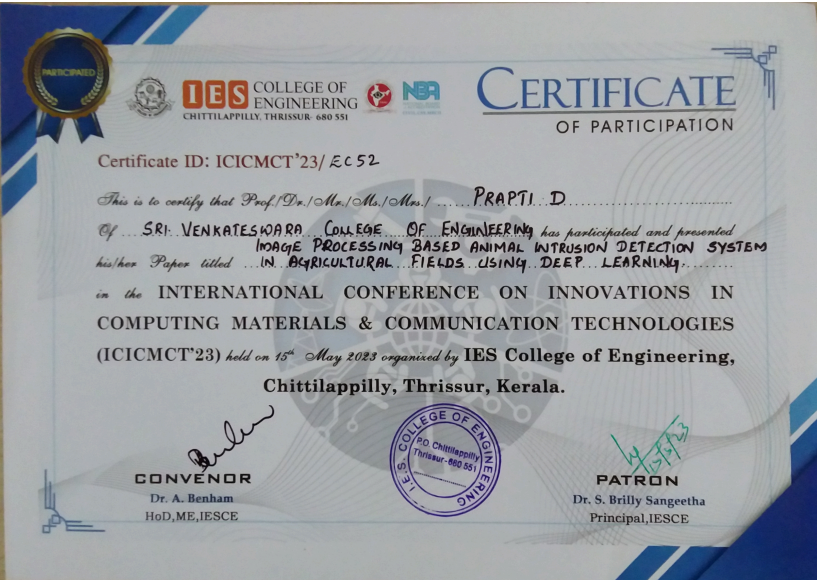 PARTICIPATED
IES COLLEGE OF ENGINEERING
CHITTILAPPILLY, THRISSUR- 680 551
NBA
CERTIFICATE
OF PARTICIPATION
Certificate ID: ICICMCT'23/ EC52
This is to certify that Prof./Dr./Mr./Ms./Mrs./ PRAPTI D
Of SRI VENKATESWARA COLLEGE OF ENGINEERING has participated and presented
IMAGE PROCESSING BASED ANIMAL INTRUSION DETECTION SYSTEM
his/her Paper titled IN AGRICULTURAL FIELDS USING DEEP LEARNING.
in the INTERNATIONAL CONFERENCE ON INNOVATIONS IN
COMPUTING MATERIALS & COMMUNICATION TECHNOLOGIES
(ICICMCT'23) held on 15th May 2023 organized by IES College of Engineering,
Chittilappilly, Thrissur, Kerala.
I.E.S. COLLEGE OF ENGINEERING
P.O. Chittilappilly
Thrissur-680 551
15/5/23
CONVENOR
Dr. A. Benham
HoD,ME,IESCE
PATRON
Dr. S. Brilly Sangeetha
Principal,IESCE